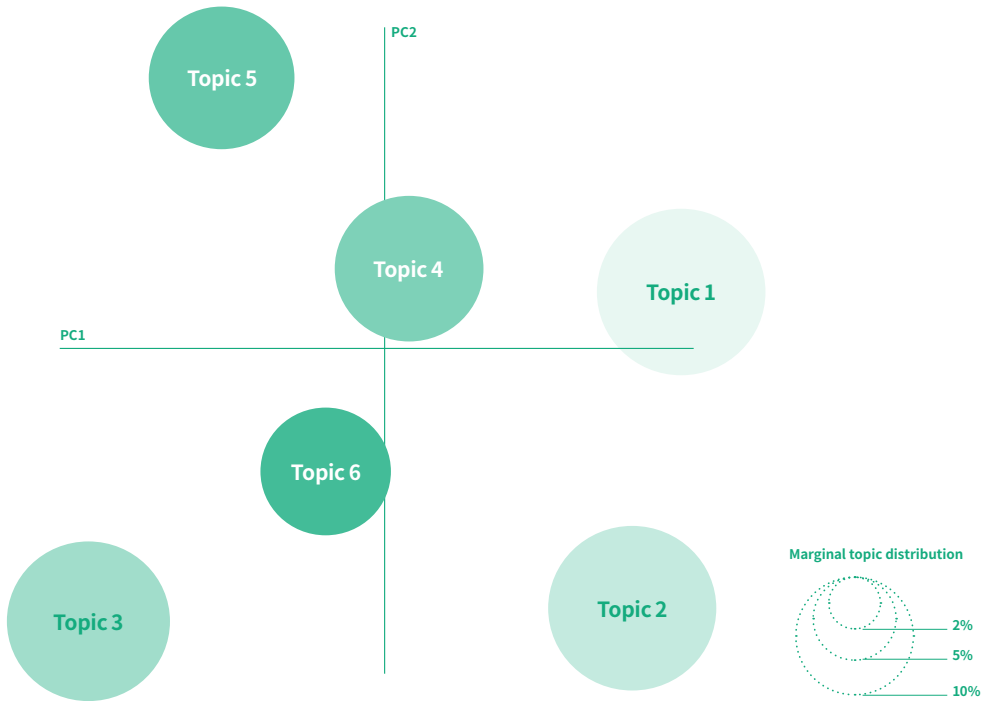 PC2
Topic 5
Topic 4
Topic 1
PC1
Topic 6
Topic 3
Topic 2
Marginal topic distribution
2%
5%
10%